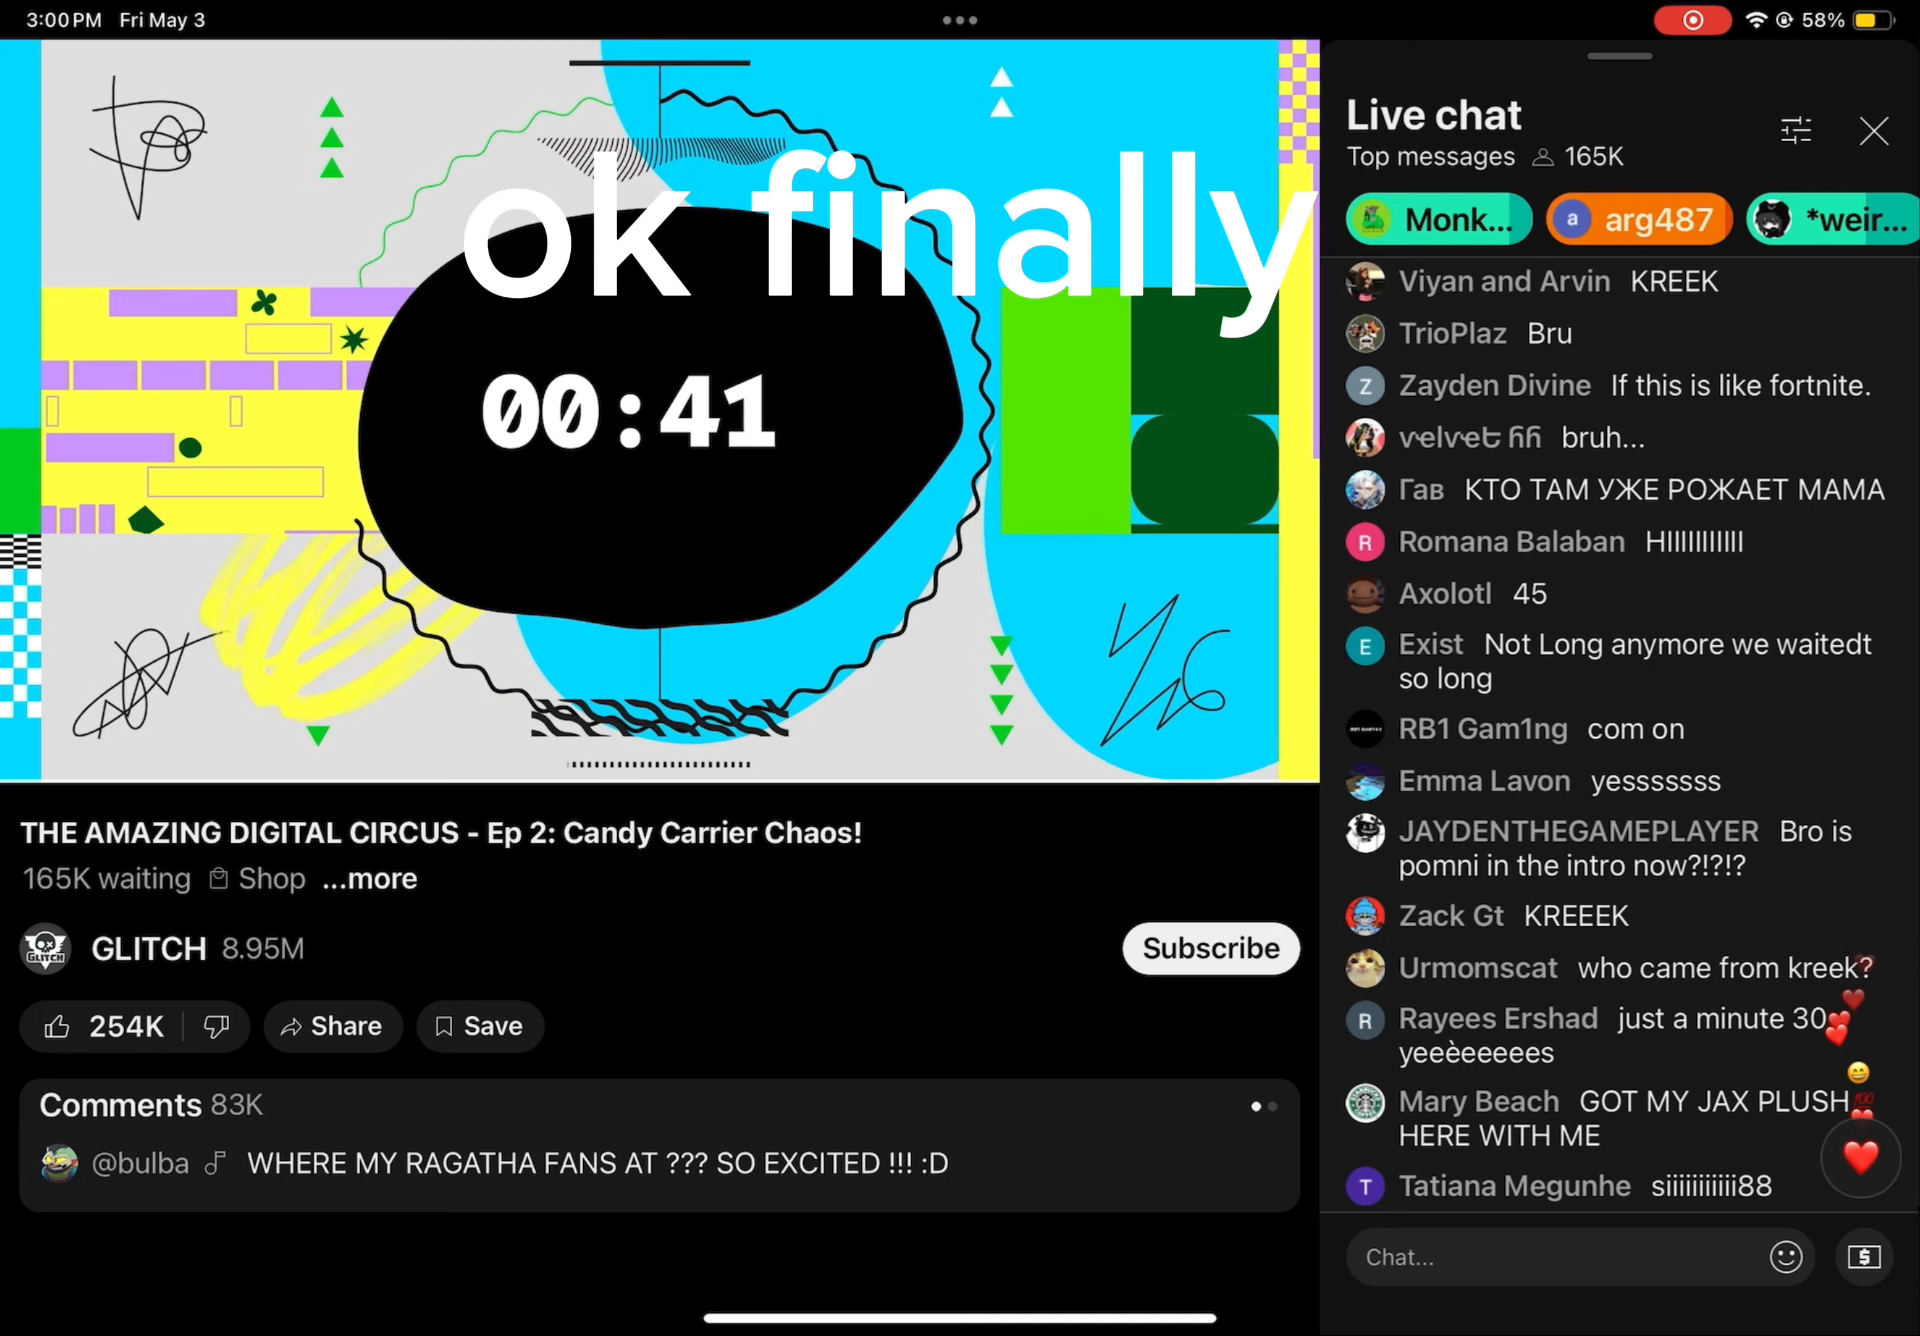 3:00 PM Fri May 3
58%
ok finally
00:41
THE AMAZING DIGITAL CIRCUS - Ep 2: Candy Carrier Chaos!
165K waiting Shop ...more
GLITCH
GLITCH 8.95M
Subscribe
254K
Share
Save
Comments 83K
@bulba WHERE MY RAGATHA FANS AT ??? SO EXCITED !!! :D
Live chat
Top messages 165K
Monk...
a arg487
*weir...
Viyan and Arvin KREEK
TrioPlaz Bru
Z Zayden Divine If this is like fortnite.
bruh...
Гав КТО ТАМ УЖЕ РОЖАЕТ МАМА
R Romana Balaban HIIIIIIIIIII
Axolotl 45
E Exist Not Long anymore we waitedt
so long
RB1 Gam1ng com on
Emma Lavon yesssssss
JAYDENTHEGAMEPLAYER Bro is
pomni in the intro now?!?!?
Zack Gt KREEEK
Urmomscat who came from kreek?
R Rayees Ershad just a minute 30
yeeèeeeees
Mary Beach GOT MY JAX PLUSH
HERE WITH ME
T Tatiana Megunhe siiiiiiiiiii88
Chat...